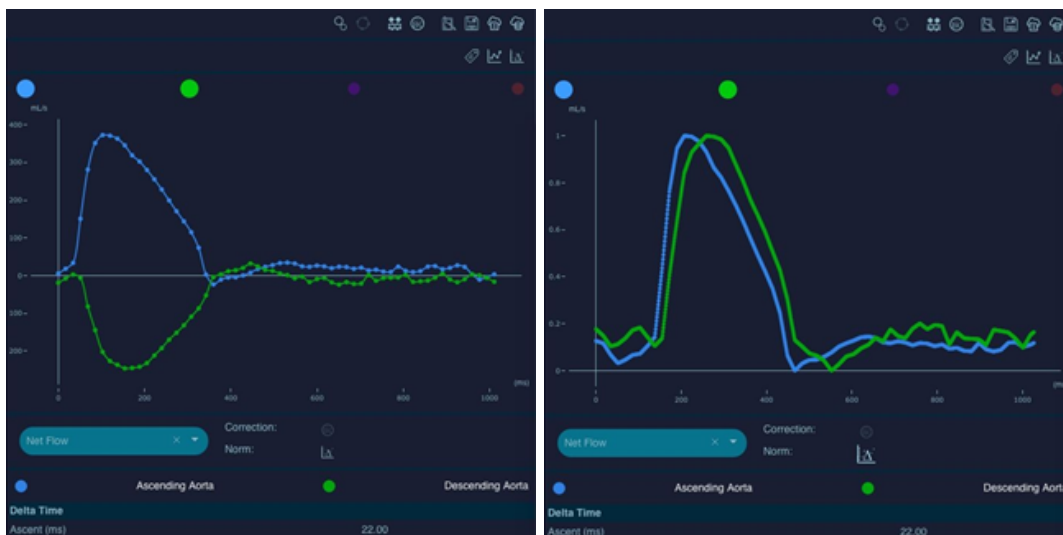 mL/s
400-
300-
200-
100-
0-
200-
0
200
400
600
800
1000
(ms)
Net Flow
Correction:
Norm:
Ascending Aorta
Descending Aorta
Delta Time
Ascent (ms) 22.00
mL/s
1-
0.8-
0.6-
0.4-
0.2-
0-
0
200
400
600
800
1000
Net Flow
Correction:
Norm:
Ascending Aorta
Descending Aorta
Delta Time
Ascent (ms) 22.00